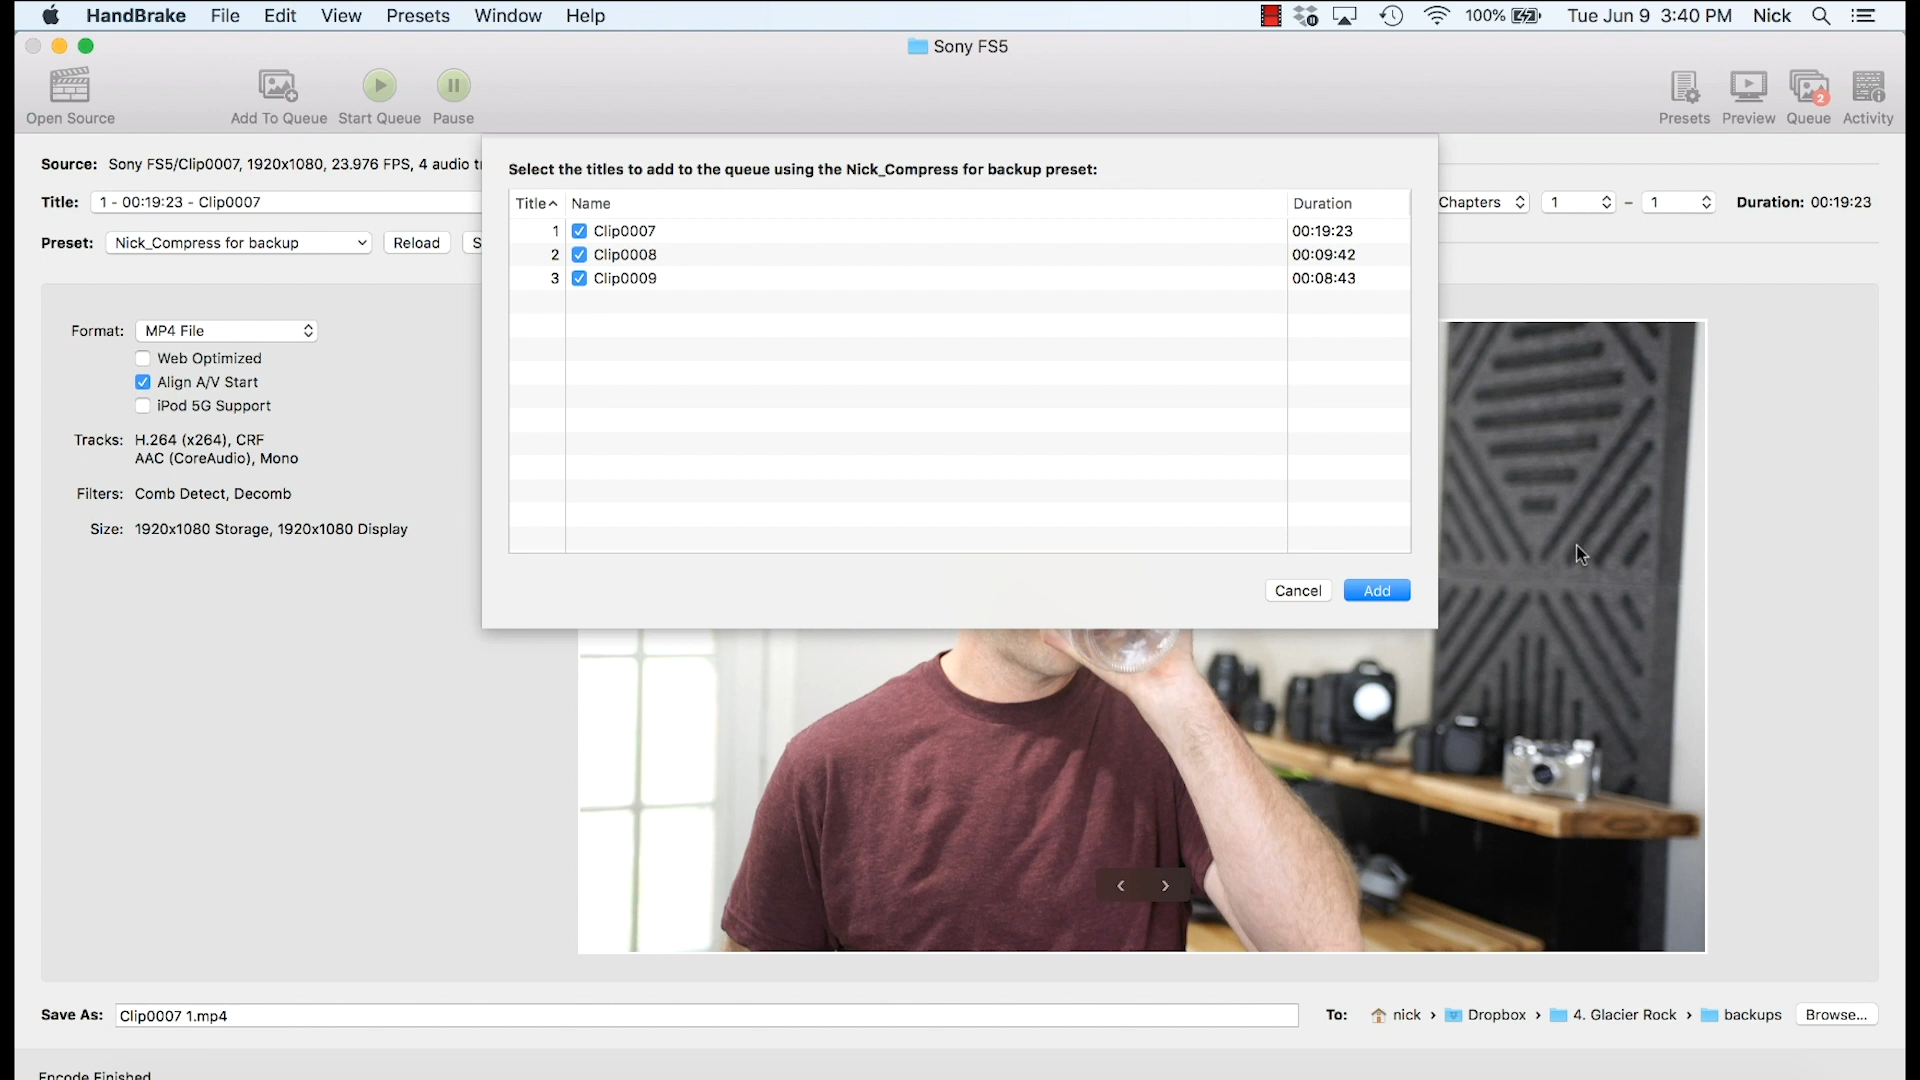 HandBrake File Edit View Presets Window Help 100% Tue Jun 9 3:40 PM Nick
Sony FS5
Open Source Add To Queue Start Queue Pause Presets Preview Queue Activity
2
Source: Sony FS5/Clip0007, 1920x1080, 23.976 FPS, 4 audio
Title: 1 - 00:19:23 - Clip0007 Chapters 1 – 1 Duration: 00:19:23
Preset: Nick_Compress for backup Reload S
Select the titles to add to the queue using the Nick_Compress for backup preset:
Title Name Duration
1 Clip0007 00:19:23
2 Clip0008 00:09:42
3 Clip0009 00:08:43
Cancel Add
Format: MP4 File
Web Optimized
Align A/V Start
iPod 5G Support
Tracks: H.264 (x264), CRF
AAC (CoreAudio), Mono
Filters: Comb Detect, Decomb
Size: 1920x1080 Storage, 1920x1080 Display
Save As: Clip0007 1.mp4 To: nick › Dropbox › 4. Glacier Rock › backups Browse...
Encode Finished